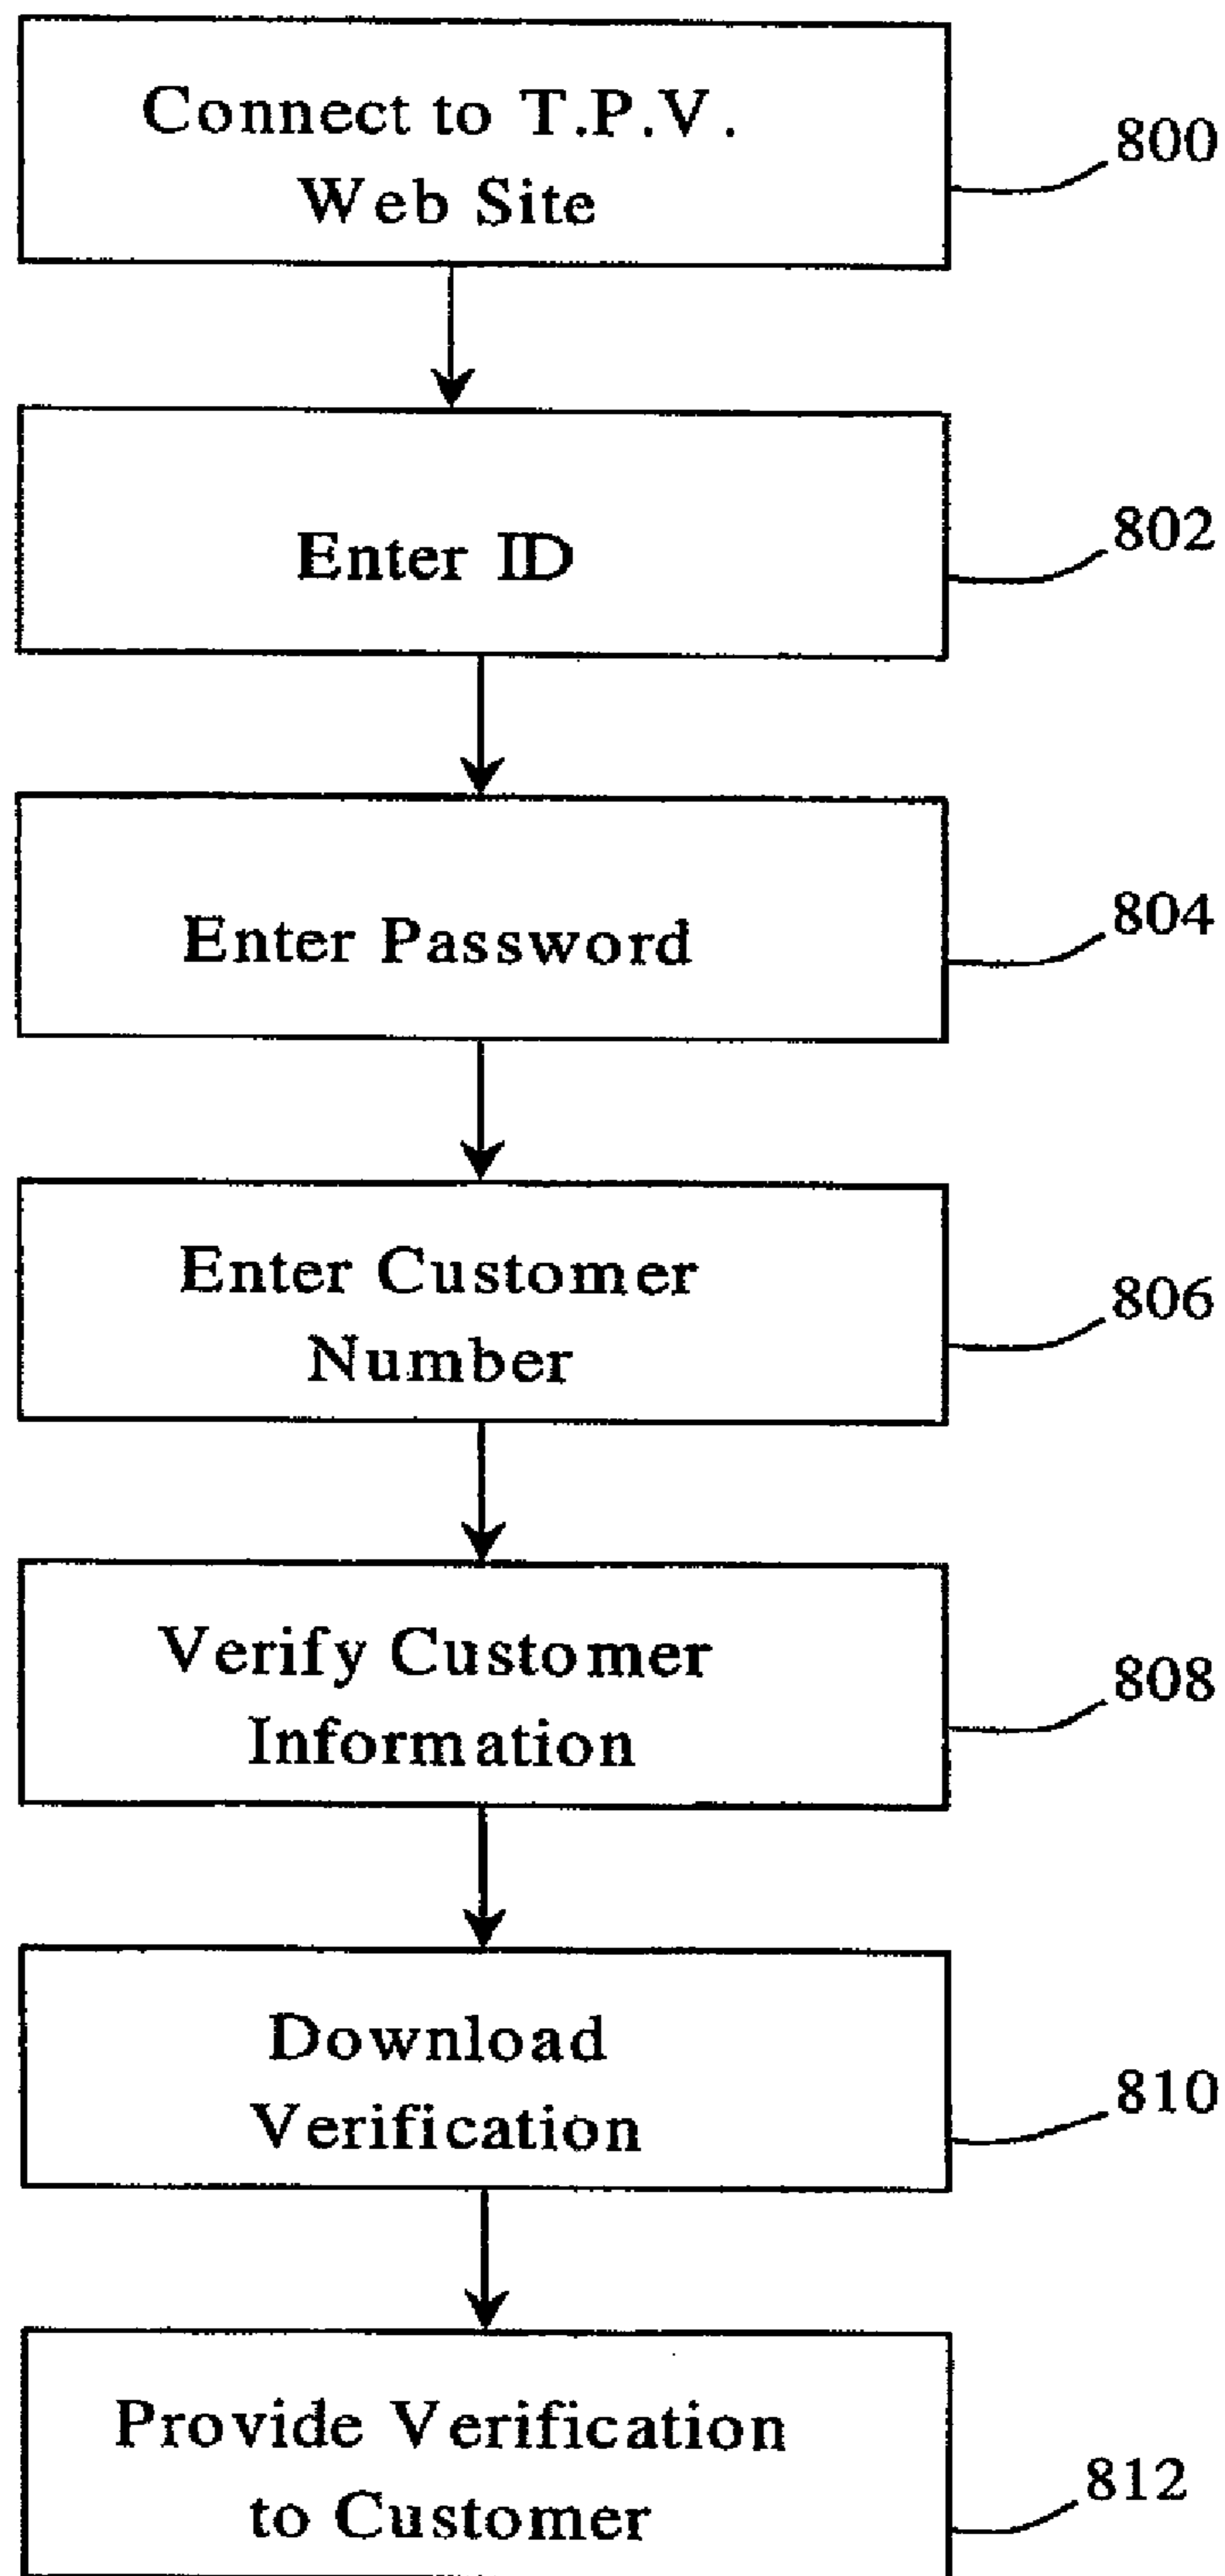 Connect to T.P.V.
Web Site
800
Enter ID
802
Enter Password
804
Enter Customer
Number
806
Verify Customer
Information
808
Download
Verification
810
Provide Verification
to Customer
812